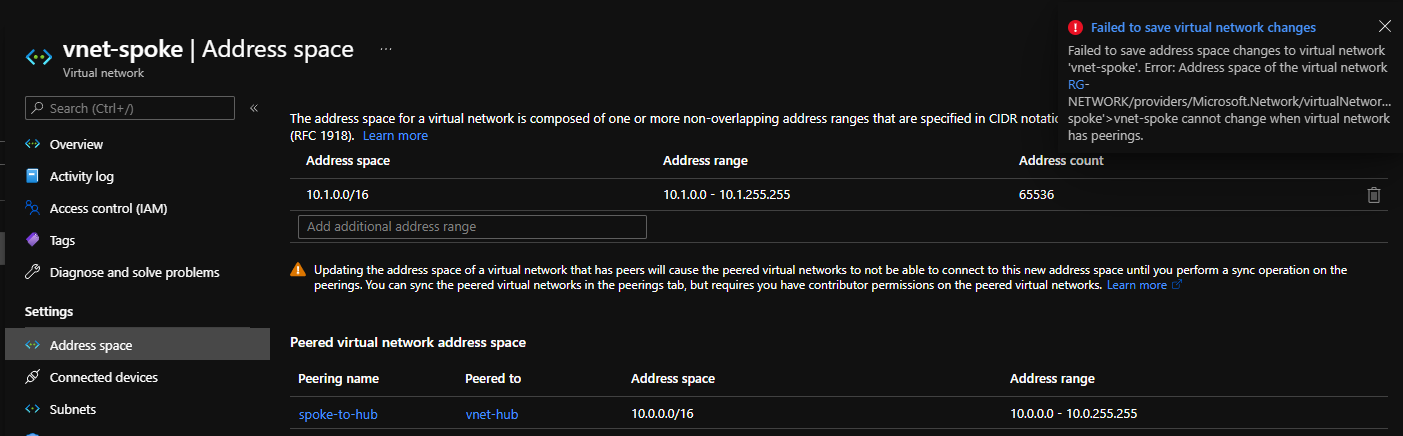 vnet-spoke | Address space ...
Virtual network
Search (Ctrl+/) «
Overview
Activity log
Access control (IAM)
Tags
Diagnose and solve problems
Settings
Address space
Connected devices
Subnets
The address space for a virtual network is composed of one or more non-overlapping address ranges that are specified in CIDR notatio
(RFC 1918). Learn more
Address space Address range Address count
10.1.0.0/16 10.1.0.0 - 10.1.255.255 65536
Add additional address range
Updating the address space of a virtual network that has peers will cause the peered virtual networks to not be able to connect to this new address space until you perform a sync operation on the
peerings. You can sync the peered virtual networks in the peerings tab, but requires you have contributor permissions on the peered virtual networks. Learn more
Peered virtual network address space
Peering name Peered to Address space Address range
spoke-to-hub vnet-hub 10.0.0.0/16 10.0.0.0 - 10.0.255.255
Failed to save virtual network changes
Failed to save address space changes to virtual network
'vnet-spoke'. Error: Address space of the virtual network
RG-
NETWORK/providers/Microsoft.Network/virtualNetwor...
spoke'>vnet-spoke cannot change when virtual network
has peerings.